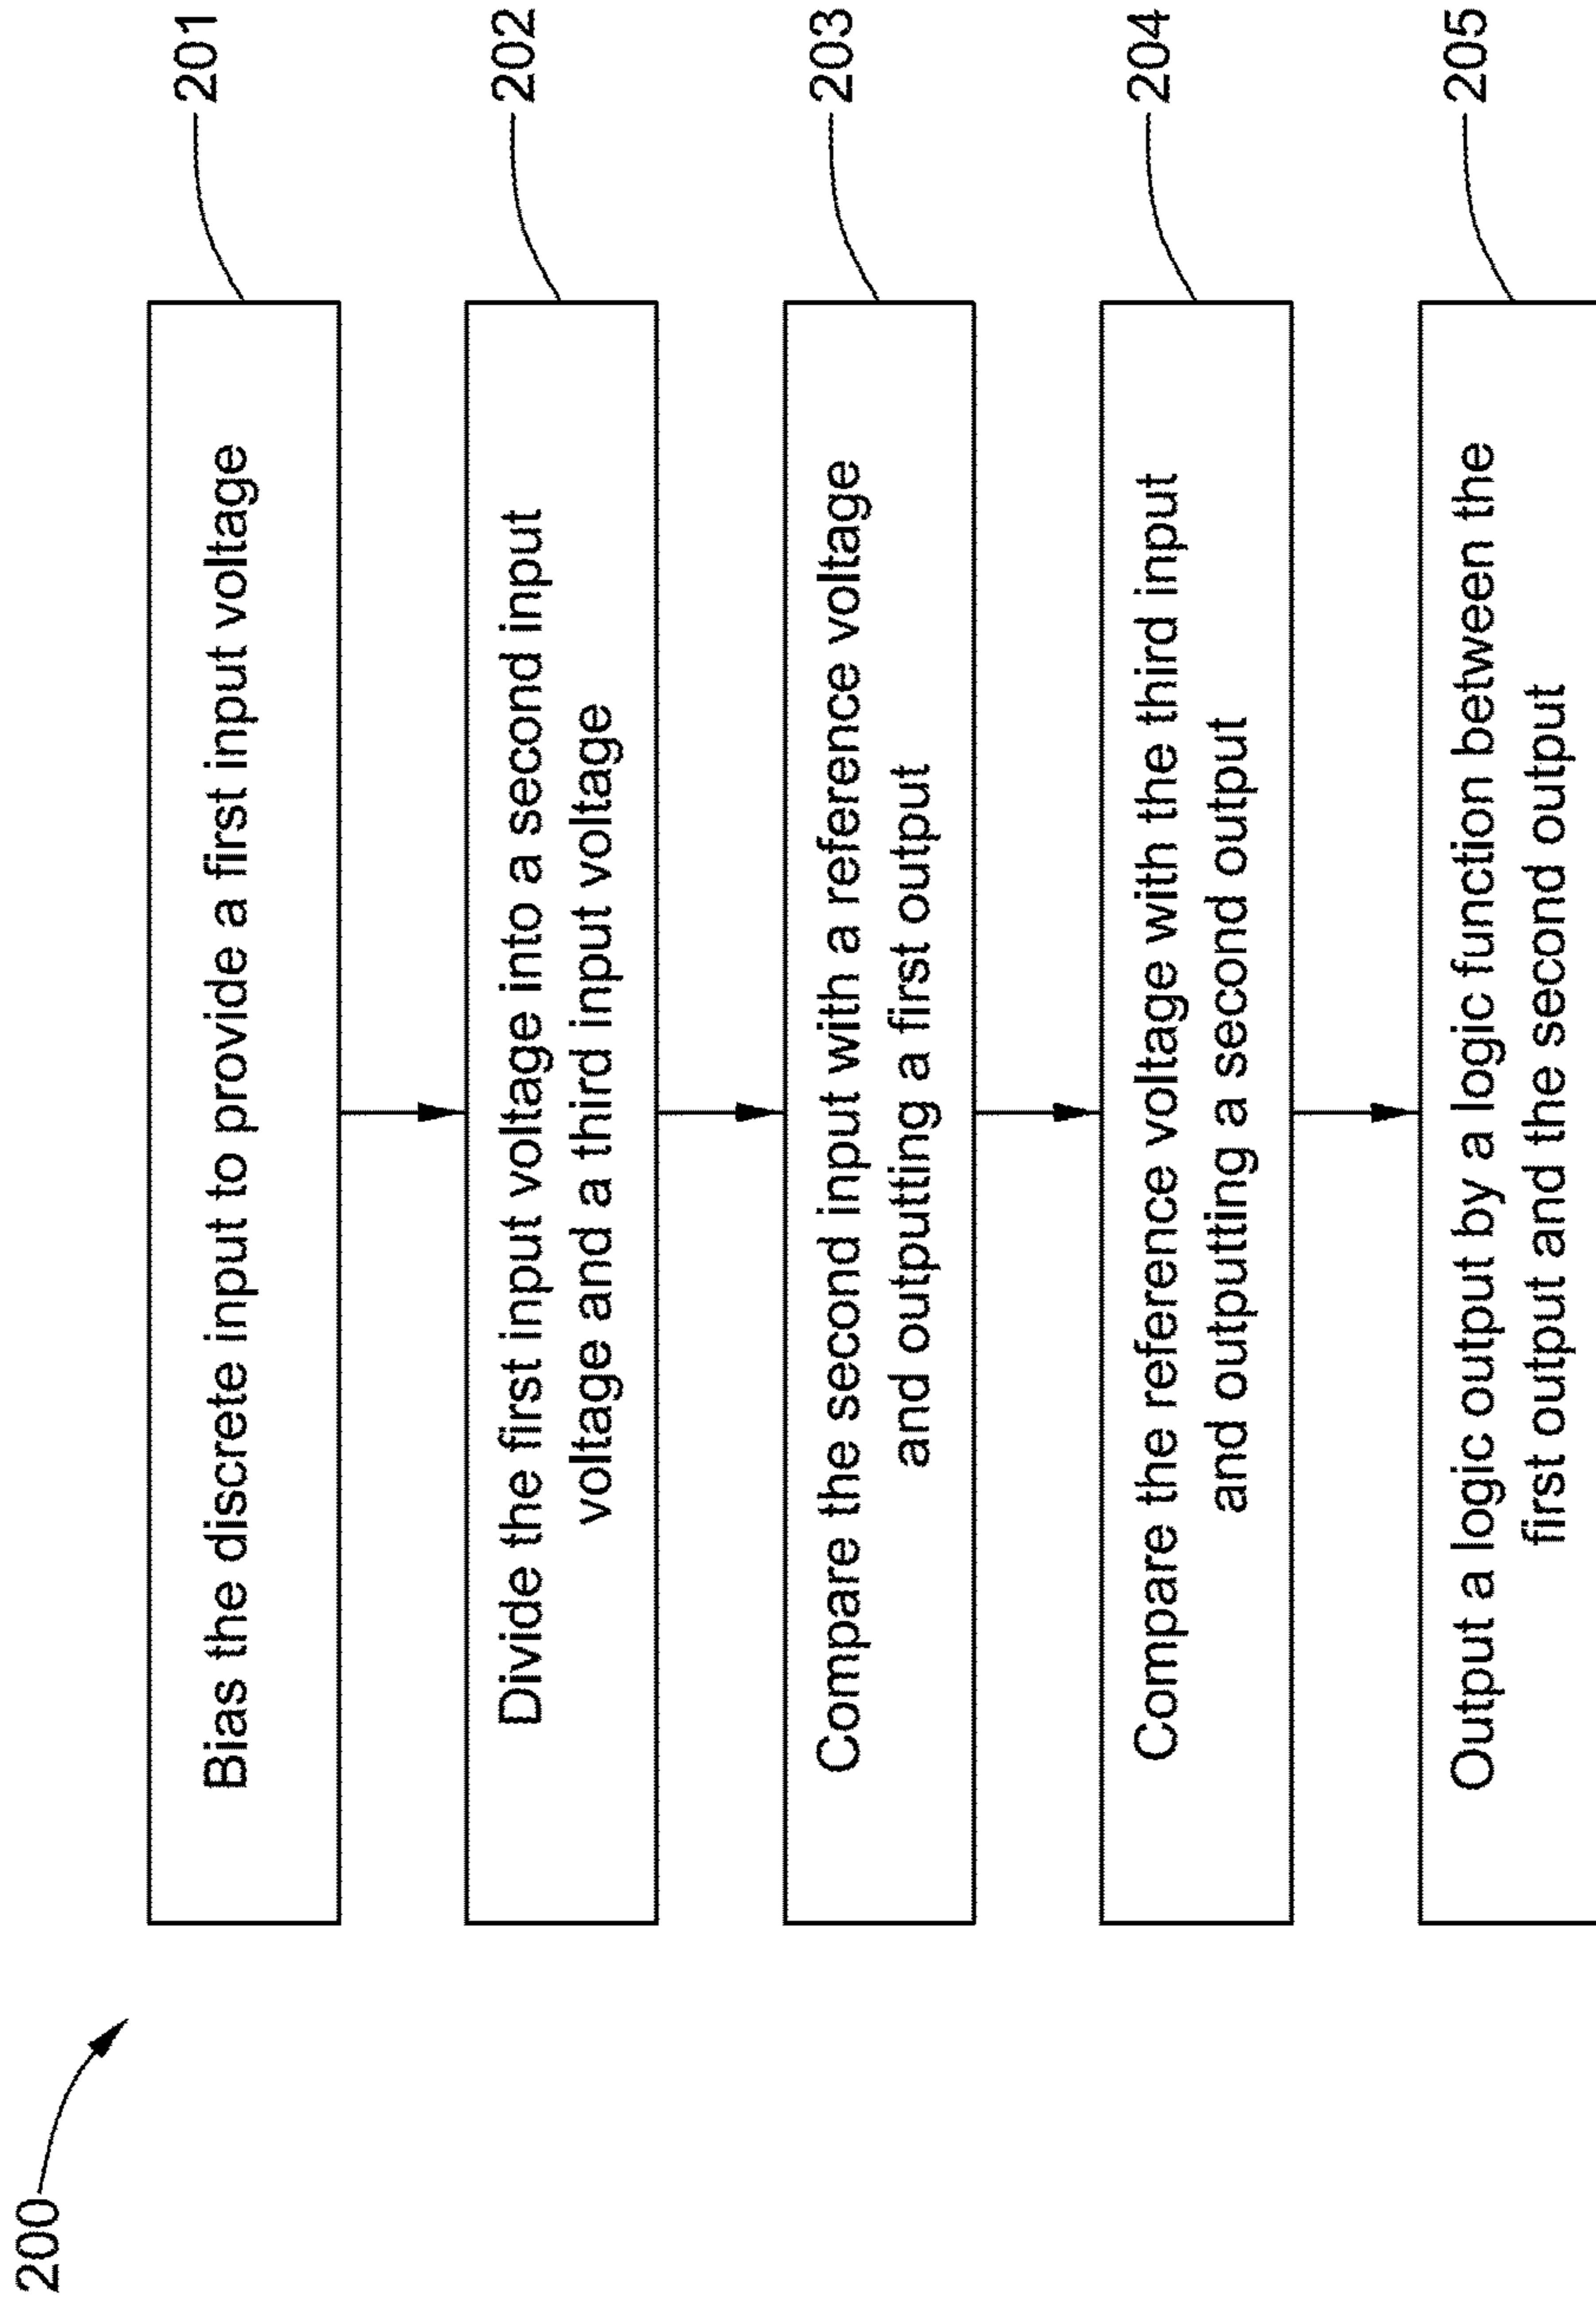 200
Bias the discrete input to provide a first input voltage
201
Divide the first input voltage into a second input
voltage and a third input voltage
202
Compare the second input with a reference voltage
and outputting a first output
203
Compare the reference voltage with the third input
and outputing a second output
204
Output a logic output by a logic function between the
first output and the second output
205